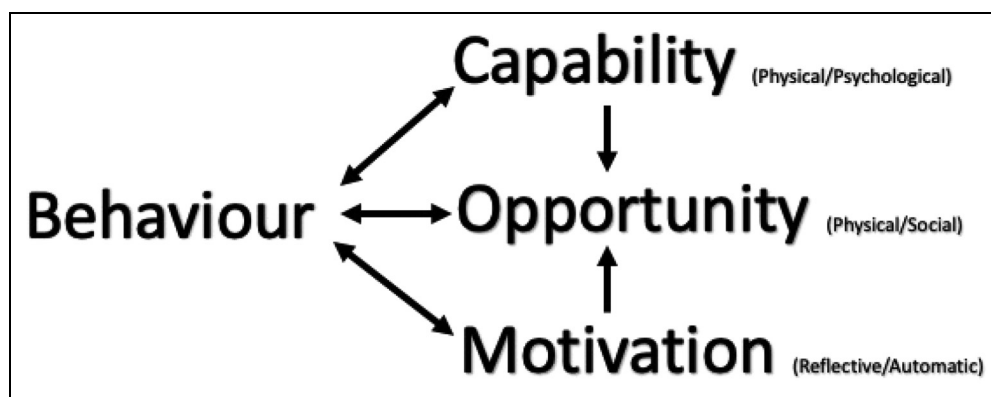 Capability (Physical/Psychological)
Behaviour Opportunity (Physical/Social)
Motivation (Reflective/Automatic)